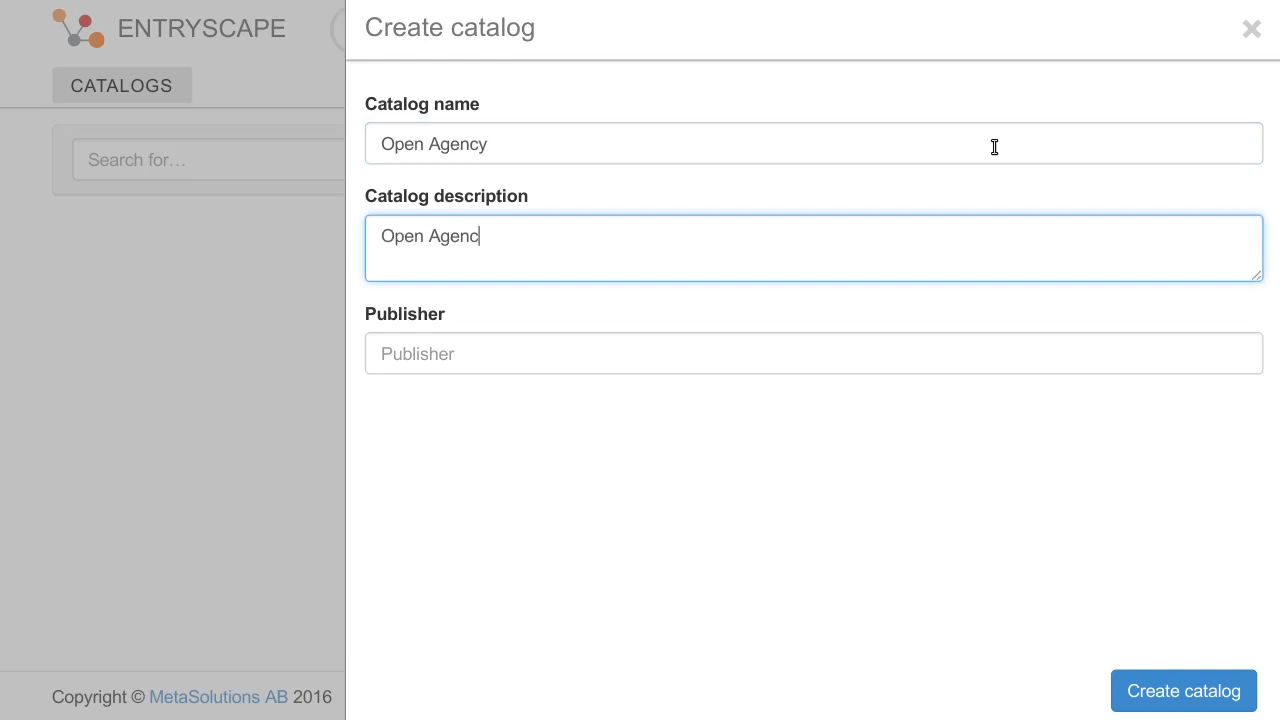 ENTRYSCAPE
CATALOGS
Search for...
Create catalog
Catalog name
Open Agency
Catalog description
Open Agenc
Publisher
Publisher
Create catalog
Copyright © MetaSolutions AB 2016